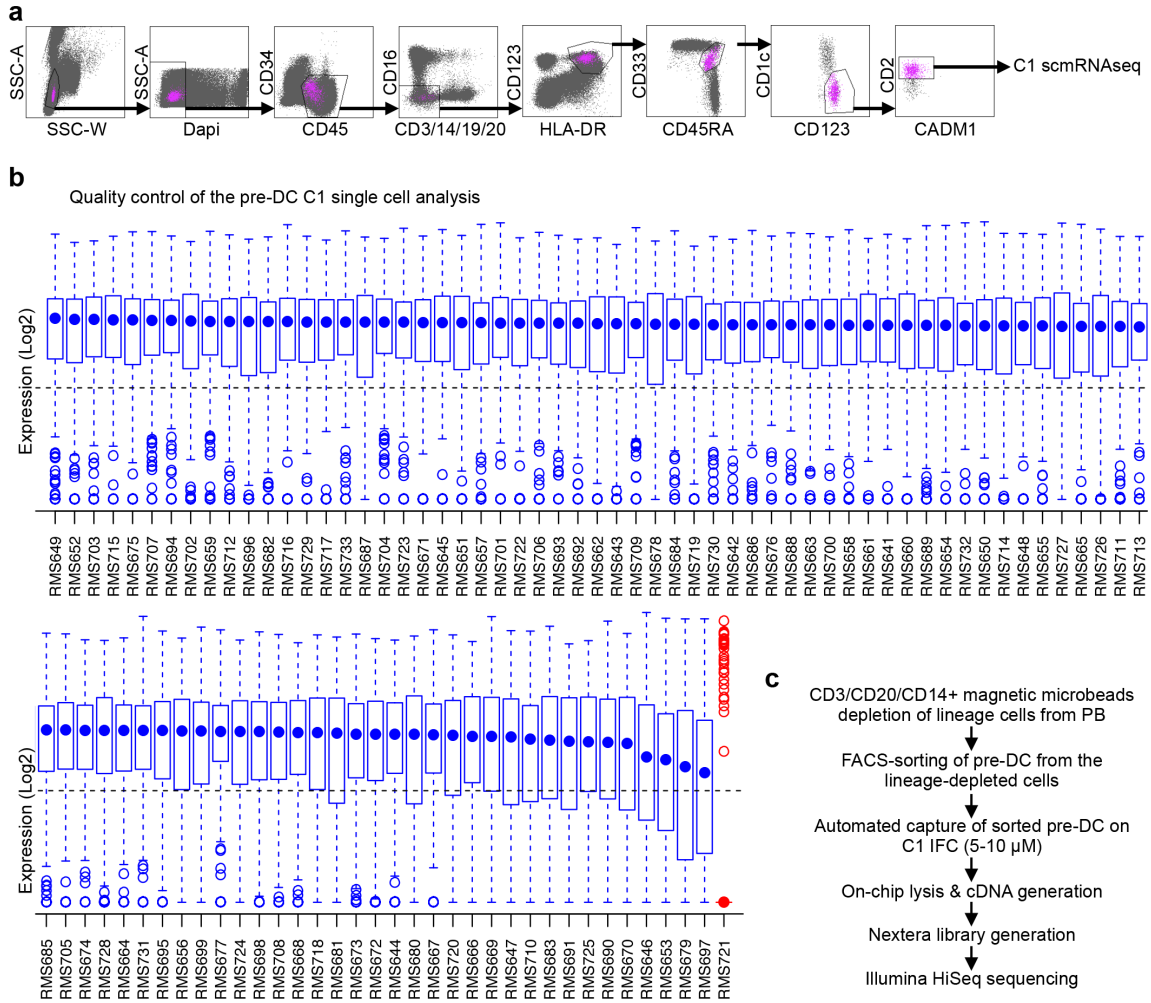 a
SSC-A
SSC-W
SSC-A
Dapi
CD34
CD45
CD16
CD3/14/19/20
CD123
HLA-DR
CD33
CD45RA
CD1c
CD123
CD2
CADM1
C1 scmRNAseq
b
Quality control of the pre-DC C1 single cell analysis
Expression (Log2)
RMS649
RMS652
RMS703
RMS715
RMS675
RMS707
RMS694
RMS702
RMS659
RMS712
RMS696
RMS682
RMS716
RMS729
RMS717
RMS733
RMS687
RMS704
RMS723
RMS671
RMS645
RMS651
RMS657
RMS701
RMS722
RMS706
RMS693
RMS692
RMS662
RMS643
RMS709
RMS678
RMS684
RMS719
RMS730
RMS642
RMS686
RMS676
RMS688
RMS663
RMS700
RMS658
RMS661
RMS641
RMS660
RMS689
RMS654
RMS732
RMS650
RMS714
RMS648
RMS655
RMS727
RMS665
RMS726
RMS711
RMS713
Expression (Log2)
RMS685
RMS705
RMS674
RMS728
RMS664
RMS731
RMS695
RMS656
RMS699
RMS677
RMS724
RMS698
RMS708
RMS668
RMS718
RMS681
RMS673
RMS672
RMS644
RMS680
RMS667
RMS720
RMS666
RMS669
RMS647
RMS710
RMS683
RMS691
RMS725
RMS690
RMS670
RMS646
RMS653
RMS679
RMS697
RMS721
c
CD3/CD20/CD14+ magnetic microbeads
depletion of lineage cells from PB
FACS-sorting of pre-DC from the
lineage-depleted cells
Automated capture of sorted pre-DC on
C1 IFC (5-10 µM)
On-chip lysis & cDNA generation
Nextera library generation
Illumina HiSeq sequencing